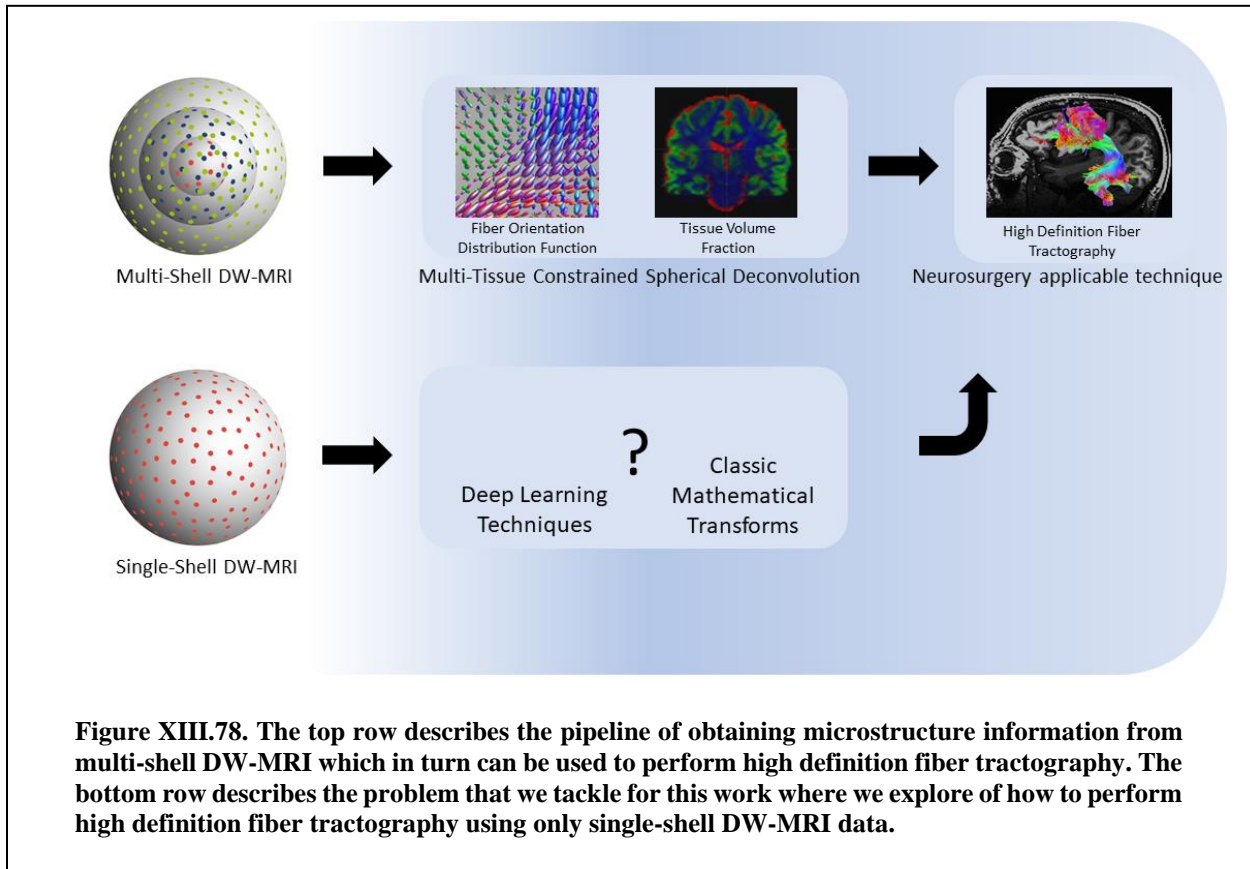 Fiber Orientation
Distribution Function
Tissue Volume
Fraction
High Definition Fiber
Tractography
Multi-Shell DW-MRI
Multi-Tissue Constrained Spherical Deconvolution
Neurosurgery applicable technique
?
Deep Learning
Techniques
Classic
Mathematical
Transforms
Single-Shell DW-MRI
Figure XIII.78. The top row describes the pipeline of obtaining microstructure information from
multi-shell DW-MRI which in turn can be used to perform high definition fiber tractography. The
bottom row describes the problem that we tackle for this work where we explore of how to perform
high definition fiber tractography using only single-shell DW-MRI data.